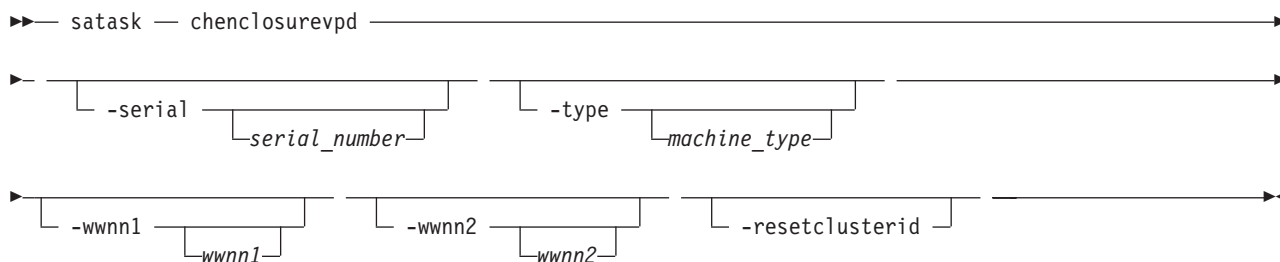 satask chenclosurevpd
-serial -type
serial_number machine_type
-wwnn1 -wwnn2 -resetclusterid
wwnn1 wwnn2